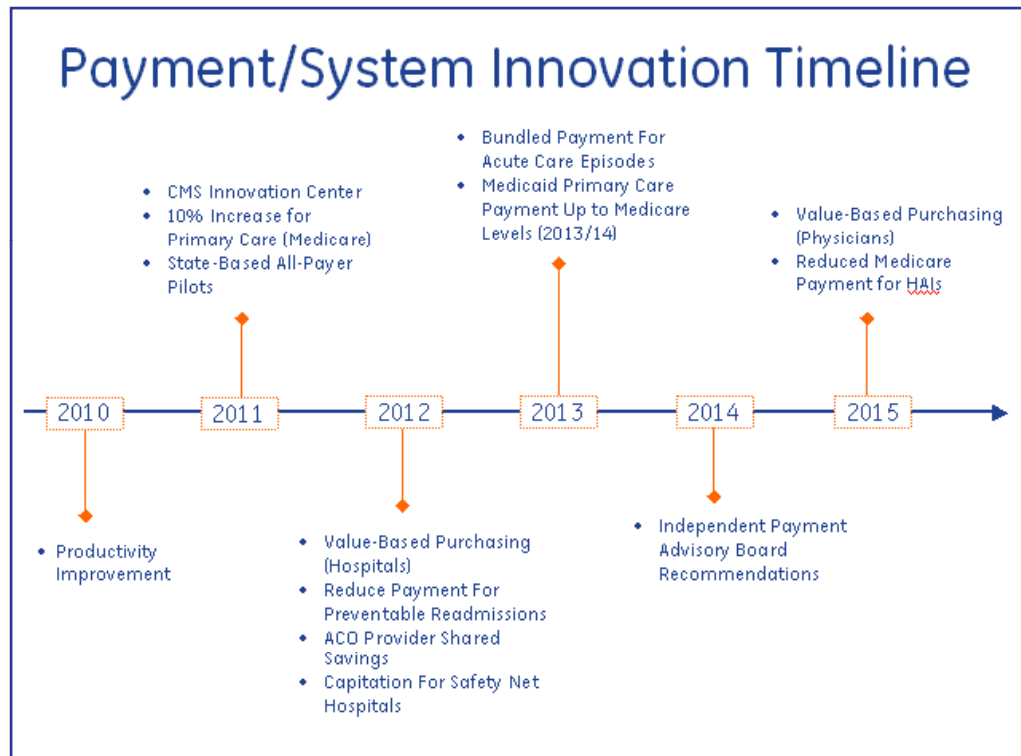 Payment/System Innovation Timeline
• Bundled Payment For
Acute Care Episodes
• Medicaid Primary Care
Payment Up to Medicare
Levels (2013/14)
• CMS Innovation Center
• 10% Increase for
Primary Care (Medicare)
• State-Based All-Payer
Pilots
• Value-Based Purchasing
(Physicians)
• Reduced Medicare
Payment for HAIs
2010
2011
2012
2013
2014
2015
• Productivity
Improvement
• Value-Based Purchasing
(Hospitals)
• Reduce Payment For
Preventable Readmissions
• ACO Provider Shared
Savings
• Capitation For Safety Net
Hospitals
• Independent Payment
Advisory Board
Recommendations